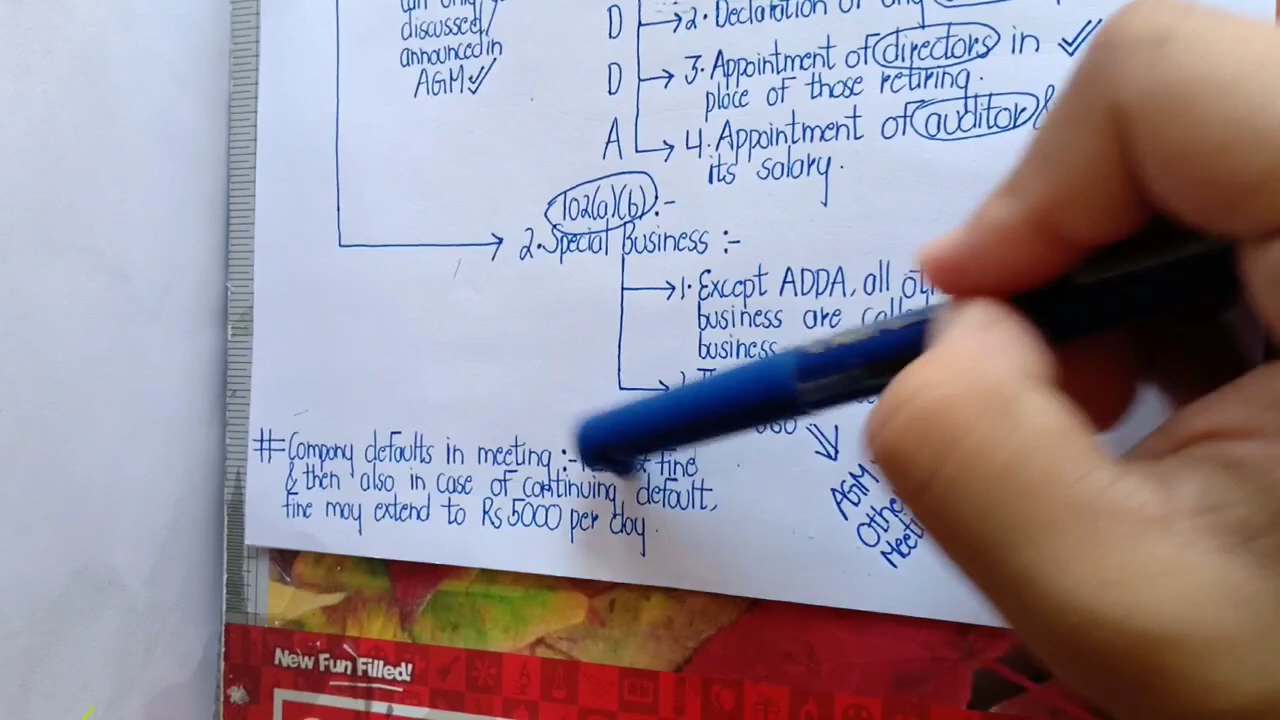 discussed/
announced in
AGM
D
2. Declaration of any
D
3. Appointment of directors in
place of those retiring.
A
4. Appointment of auditor &
its salary.
102(a)(b) :-
2. Special Business :-
1. Except ADDA, all
business are
business
# Company defaults in meeting :- fine
& then also in case of continuing default,
fine may extend to Rs 5000 per day.
AGM
Meet
New Fun Filled!